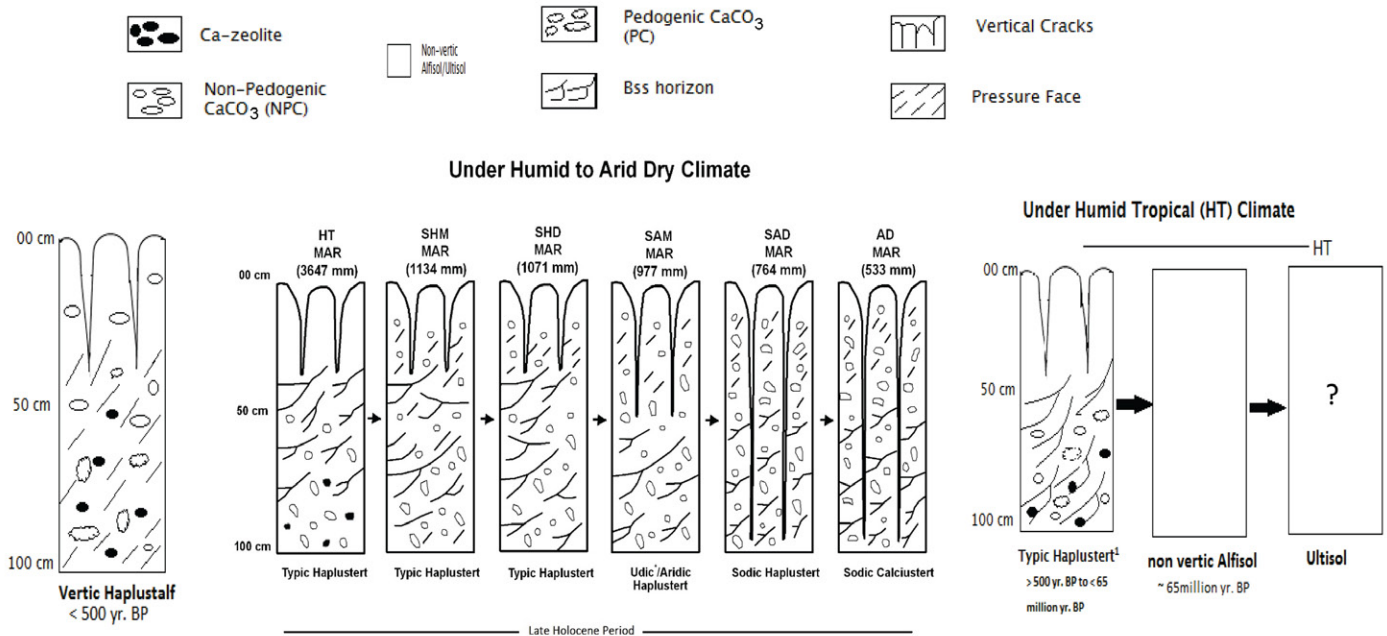 Ca-zeolite
Non-Pedogenic
CaCO3 (NPC)
Non-vertic
Alfisol/Ultisol
Pedogenic CaCO3
(PC)
Bss horizon
Vertical Cracks
Pressure Face
Under Humid to Arid Dry Climate
Under Humid Tropical (HT) Climate
00 cm
50 cm
100 cm
Vertic Haplustalf
< 500 yr. BP
HT
MAR
(3647 mm)
SHM
MAR
(1134 mm)
SHD
MAR
(1071 mm)
SAM
MAR
(977 mm)
SAD
MAR
(764 mm)
AD
MAR
(533 mm)
00 cm
50 cm
100 cm
Typic Haplustert
Typic Haplustert
Typic Haplustert
Udic*/Aridic
Haplustert
Sodic Haplustert
Sodic Calciustert
Late Holocene Period
HT
00 cm
50 cm
100 cm
?
Typic Haplustert1
> 500 yr. BP to < 65
million yr. BP
non vertic Alfisol
~ 65million yr. BP
Ultisol